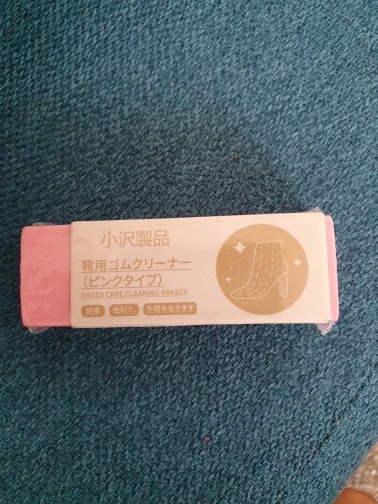 小沢製品
靴用ゴムクリーナー
(ピンクタイプ)
SHOES CARE CLEANING ERASER
簡単 便利で、 手間を省きます